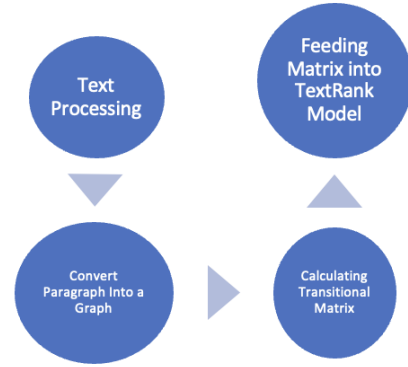 Text
Processing
Convert
Paragraph Into a
Graph
Calculating
Transitional
Matrix
Feeding
Matrix into
TextRank
Model